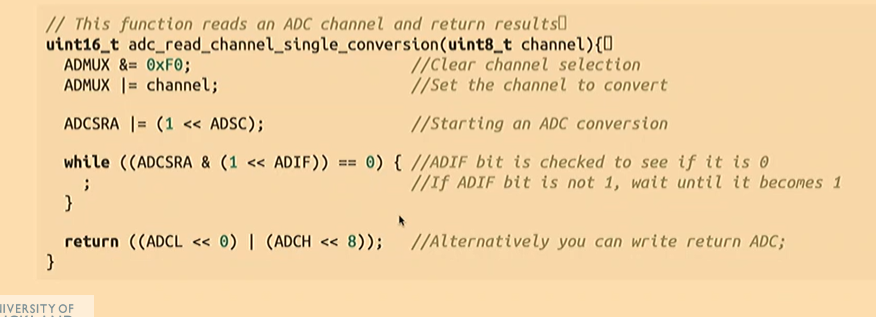 // This function reads an ADC channel and return results
uint16_t adc_read_channel_single_conversion(uint8_t channel){
ADMUX &= 0xF0; //Clear channel selection
ADMUX |= channel; //Set the channel to convert
ADCSRA |= (1 << ADSC); //Starting an ADC conversion
while ((ADCSRA & (1 << ADIF)) == 0) { //ADIF bit is checked to see if it is 0
; //If ADIF bit is not 1, wait until it becomes 1
}
return ((ADCL << 0) | (ADCH << 8)); //Alternatively you can write return ADC;
}
NIVERSITY OF